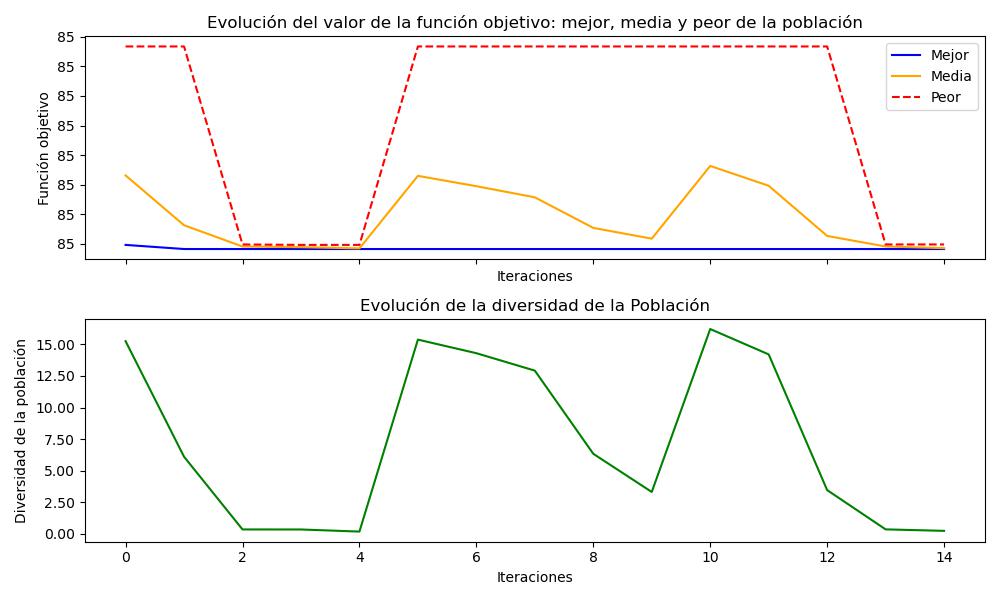 Evolución del valor de la función objetivo: mejor, media y peor de la población
85
85
85
85
85
85
85
85
Función objetivo
Mejor
Media
Peor
Iteraciones
Evolución de la diversidad de la Población
15.00
12.50
10.00
7.50
5.00
2.50
0.00
Diversidad de la población
0 2 4 6 8 10 12 14
Iteraciones